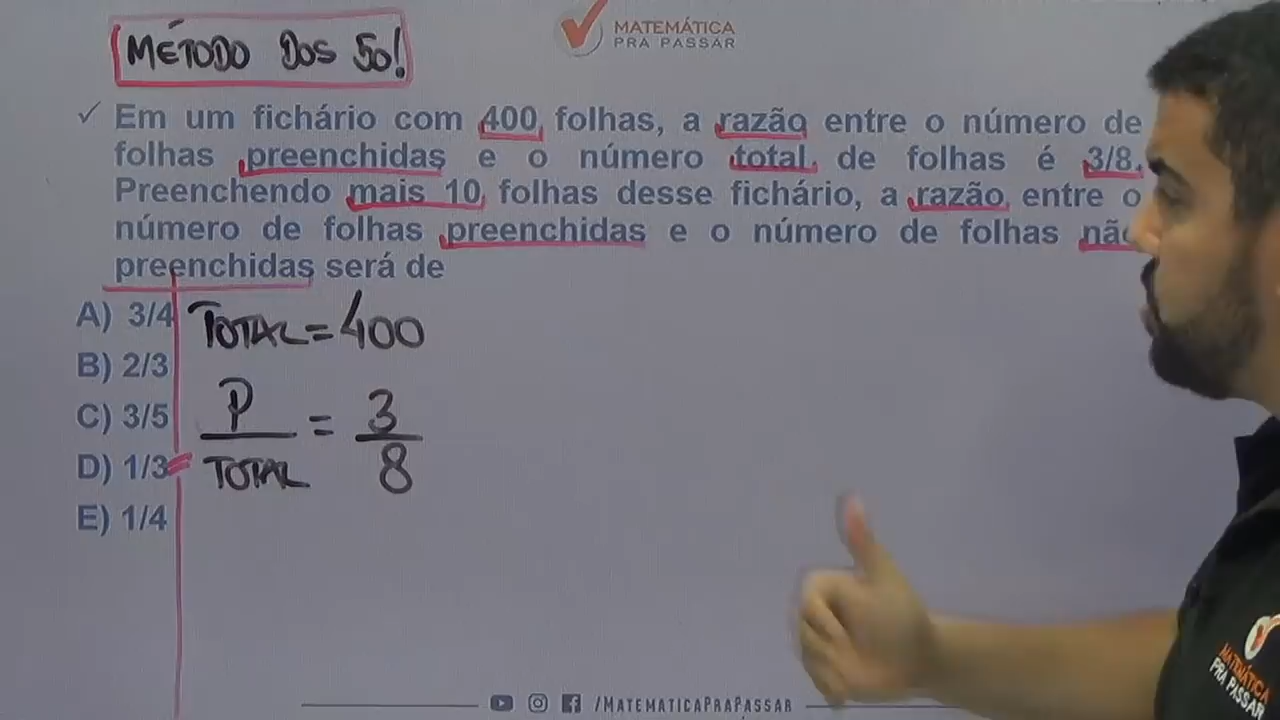 MÉTODO DOS 50!
MATEMÁTICA
PRA PASSAR
✓ Em um fichário com 400 folhas, a razão entre o número de
folhas preenchidas e o número total de folhas é 3/8.
Preenchendo mais 10 folhas desse fichário, a razão entre o
número de folhas preenchidas e o número de folhas não
preenchidas será de
A) 3/4
B) 2/3
C) 3/5
D) 1/3
E) 1/4
TOTAL = 400
P/TOTAL = 3/8
MATEMÁTICA
PRA PASSAR
/MATEMATICAPRAPASSAR